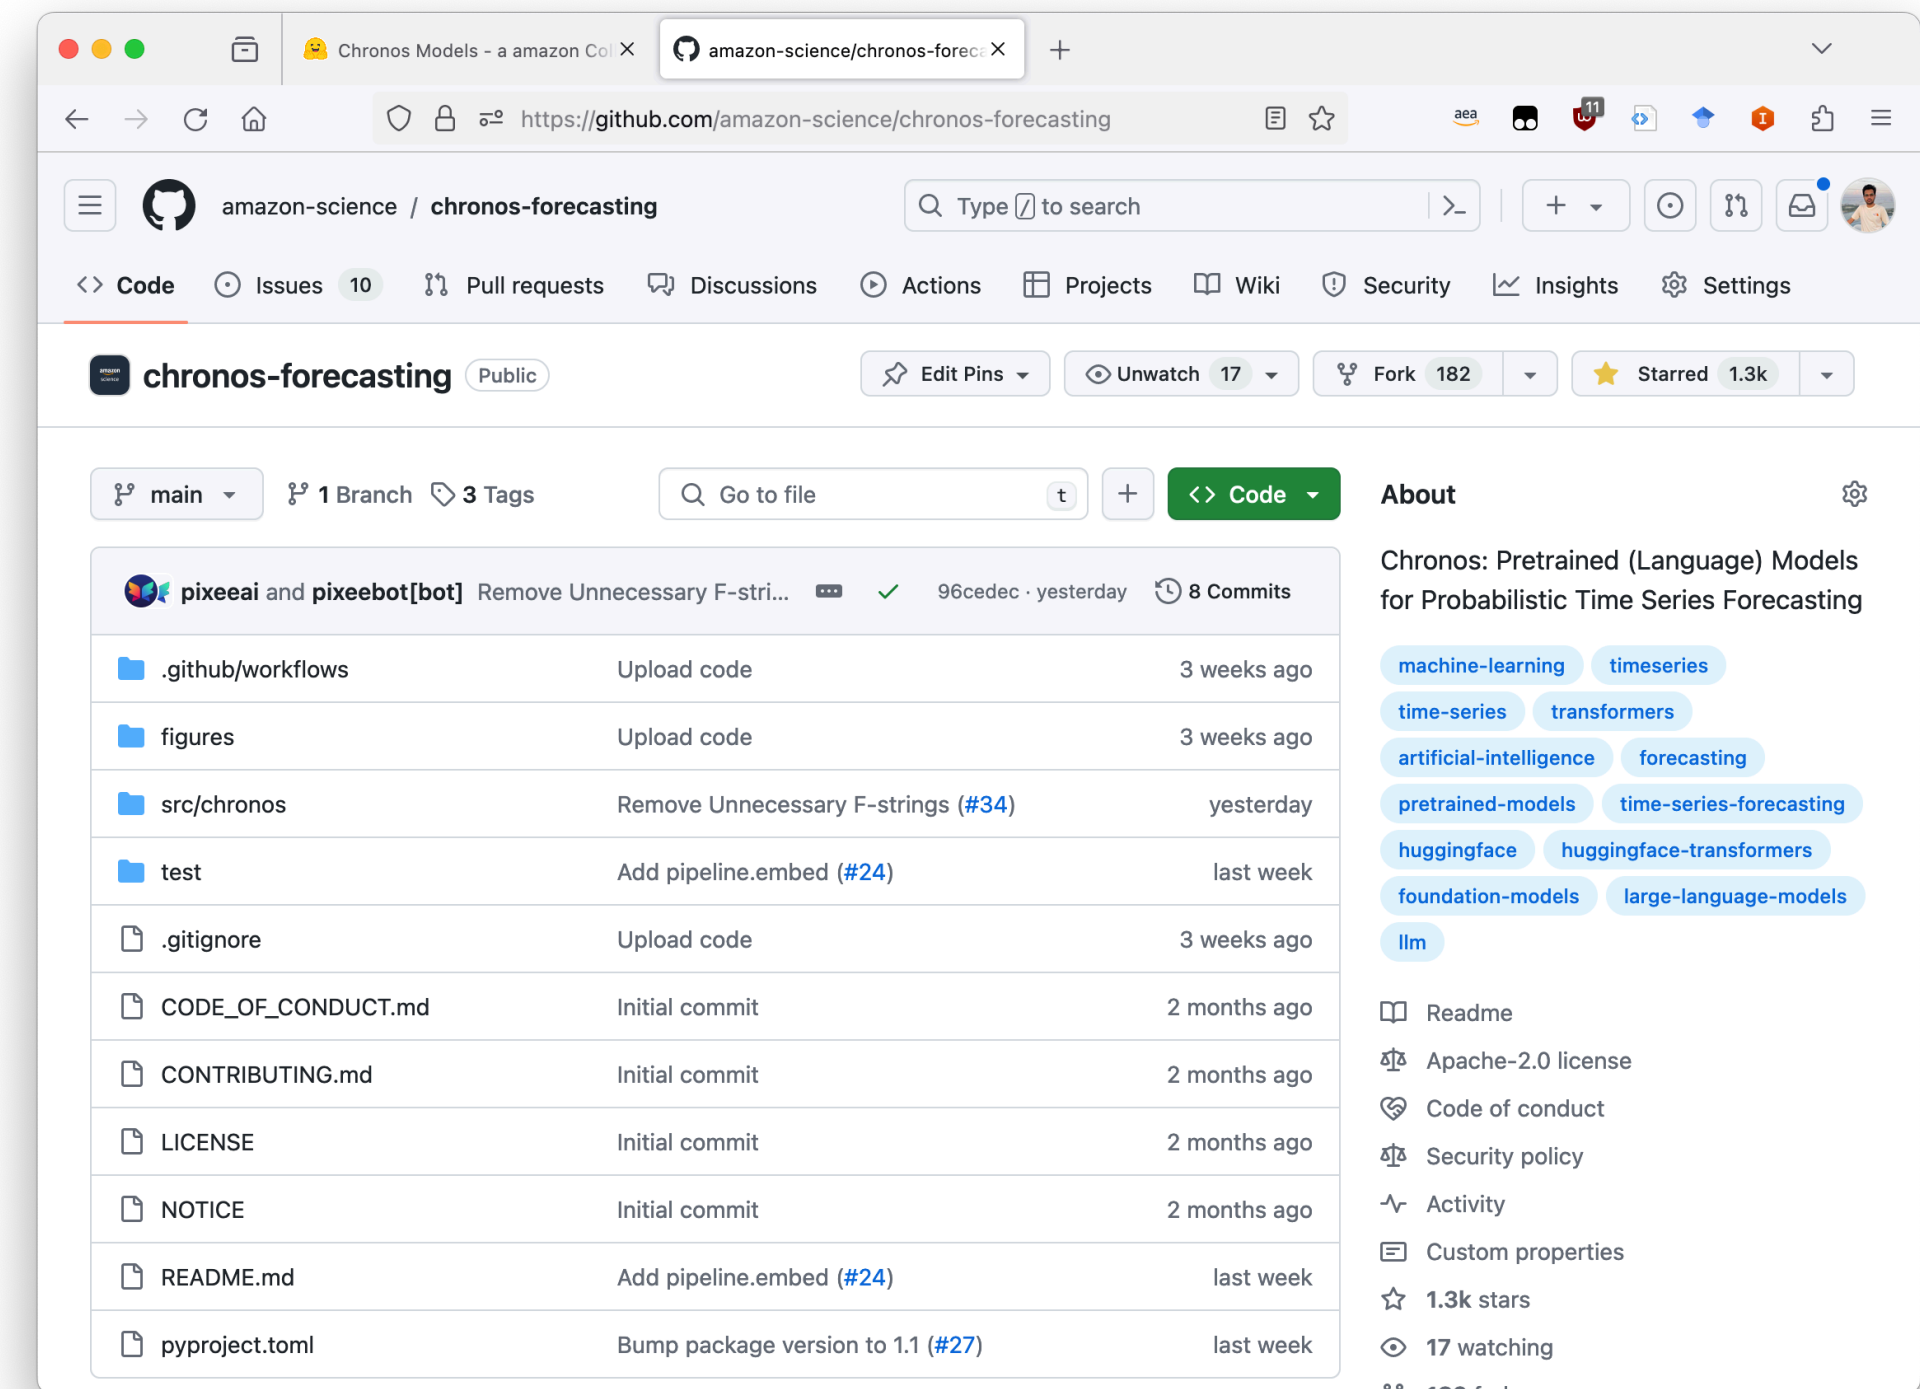 Chronos Models - a amazon Col
amazon-science/chronos-foreca
https://github.com/amazon-science/chronos-forecasting
aea
11
amazon-science / chronos-forecasting
Type / to search
Code
Issues 10
Pull requests
Discussions
Actions
Projects
Wiki
Security
Insights
Settings
amazon science
chronos-forecasting Public
Edit Pins
Unwatch 17
Fork 182
Starred 1.3k
main
1 Branch
3 Tags
Go to file t
Code
pixeeai and pixeebot[bot] Remove Unnecessary F-stri... 96cedec · yesterday 8 Commits
.github/workflows Upload code 3 weeks ago
figures Upload code 3 weeks ago
src/chronos Remove Unnecessary F-strings (#34) yesterday
test Add pipeline.embed (#24) last week
.gitignore Upload code 3 weeks ago
CODE_OF_CONDUCT.md Initial commit 2 months ago
CONTRIBUTING.md Initial commit 2 months ago
LICENSE Initial commit 2 months ago
NOTICE Initial commit 2 months ago
README.md Add pipeline.embed (#24) last week
pyproject.toml Bump package version to 1.1 (#27) last week
About
Chronos: Pretrained (Language) Models
for Probabilistic Time Series Forecasting
machine-learning timeseries
time-series transformers
artificial-intelligence forecasting
pretrained-models time-series-forecasting
huggingface huggingface-transformers
foundation-models large-language-models
llm
Readme
Apache-2.0 license
Code of conduct
Security policy
Activity
Custom properties
1.3k stars
17 watching